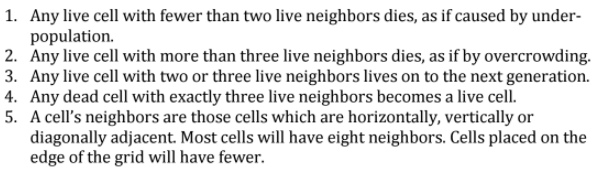 1. Any live cell with fewer than two live neighbors dies, as if caused by under-
population.
2. Any live cell with more than three live neighbors dies, as if by overcrowding.
3. Any live cell with two or three live neighbors lives on to the next generation.
4. Any dead cell with exactly three live neighbors becomes a live cell.
5. A cell's neighbors are those cells which are horizontally, vertically or
diagonally adjacent. Most cells will have eight neighbors. Cells placed on the
edge of the grid will have fewer.